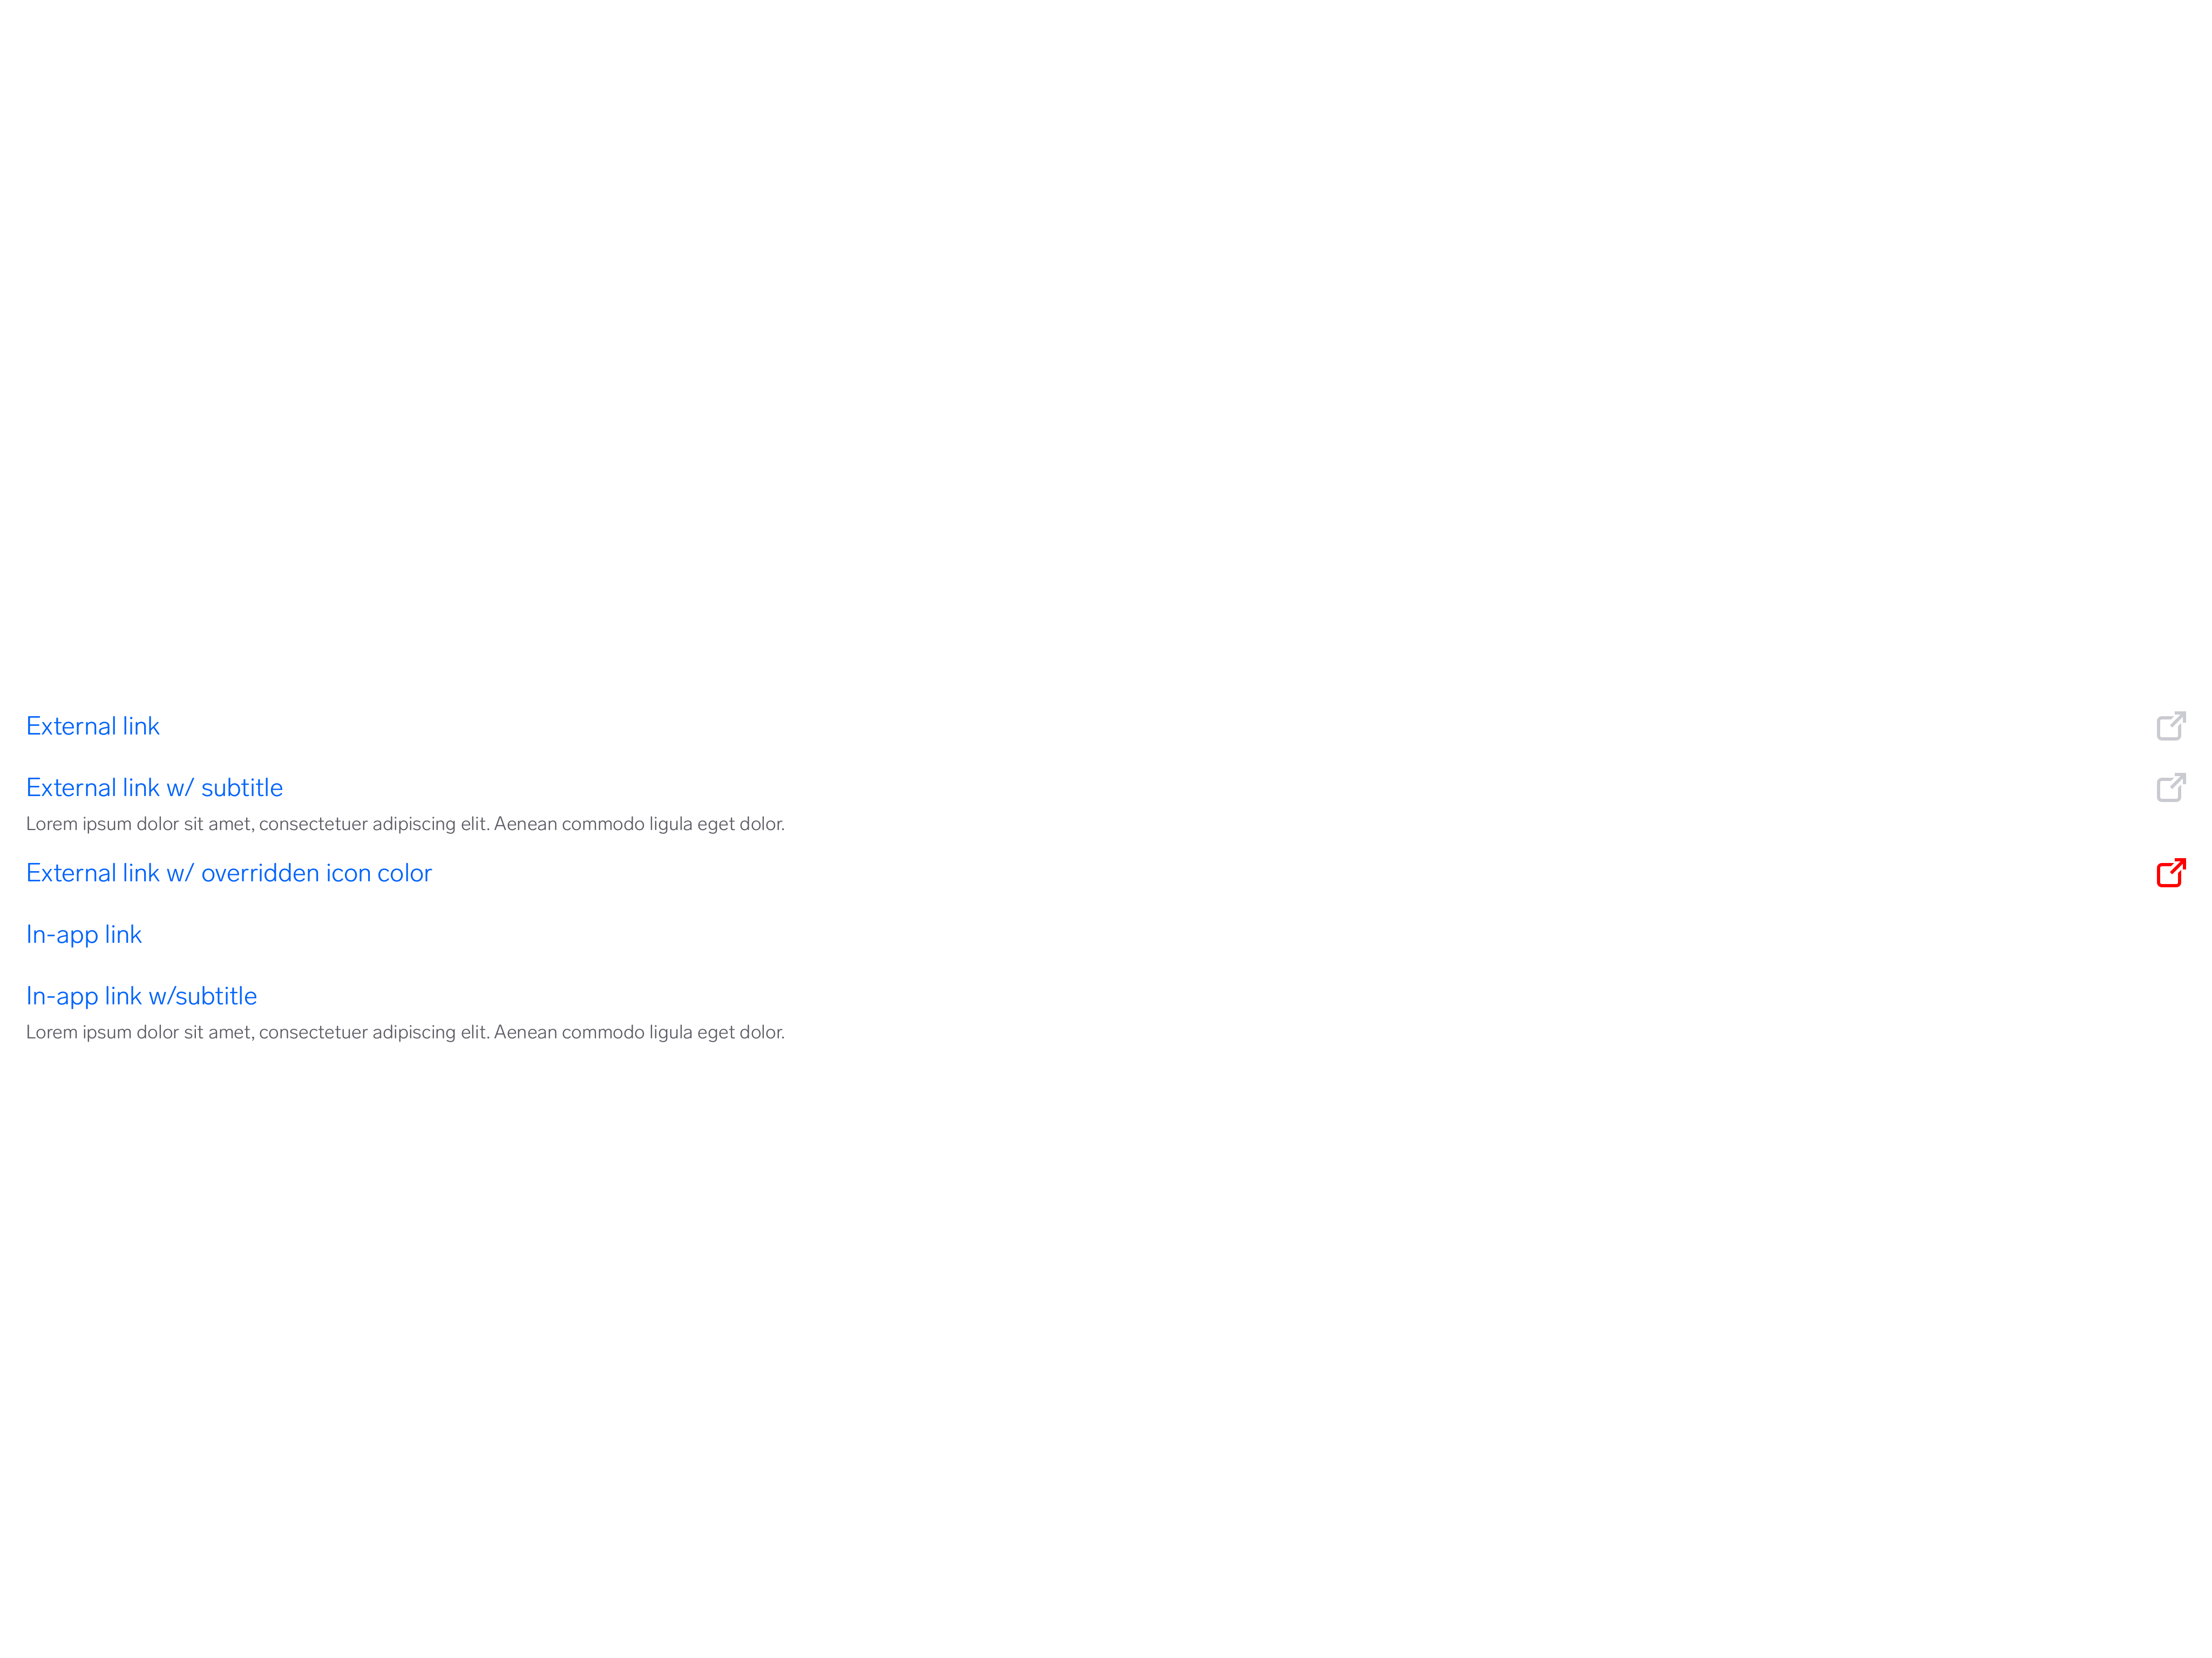 External link
External link w/ subtitle
Lorem ipsum dolor sit amet, consectetuer adipiscing elit. Aenean commodo ligula eget dolor.
External link w/ overridden icon color
In-app link
In-app link w/subtitle
Lorem ipsum dolor sit amet, consectetuer adipiscing elit. Aenean commodo ligula eget dolor.